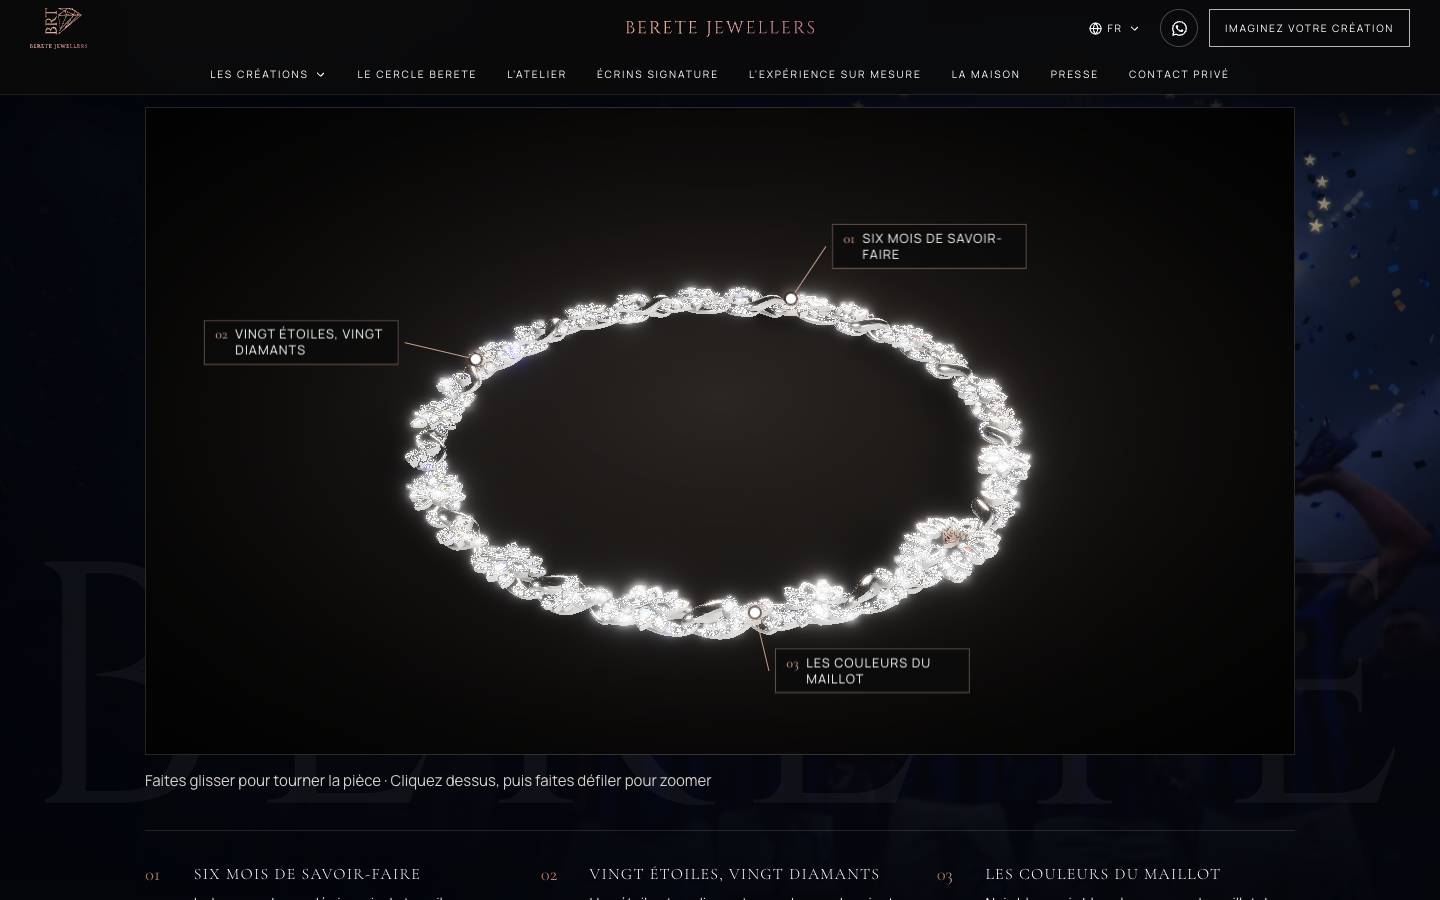 BRT
BERETE JEWELLERS
BERETE JEWELLERS
FR
IMAGINEZ VOTRE CRÉATION
LES CRÉATIONS
LE CERCLE BERETE
L'ATELIER
ÉCRINS SIGNATURE
L'EXPÉRIENCE SUR MESURE
LA MAISON
PRESSE
CONTACT PRIVÉ
01 SIX MOIS DE SAVOIR-
FAIRE
02 VINGT ÉTOILES, VINGT
DIAMANTS
03 LES COULEURS DU
MAILLOT
BERETE
Faites glisser pour tourner la pièce · Cliquez dessus, puis faites défiler pour zoomer
01 SIX MOIS DE SAVOIR-FAIRE
02 VINGT ÉTOILES, VINGT DIAMANTS
03 LES COULEURS DU MAILLOT